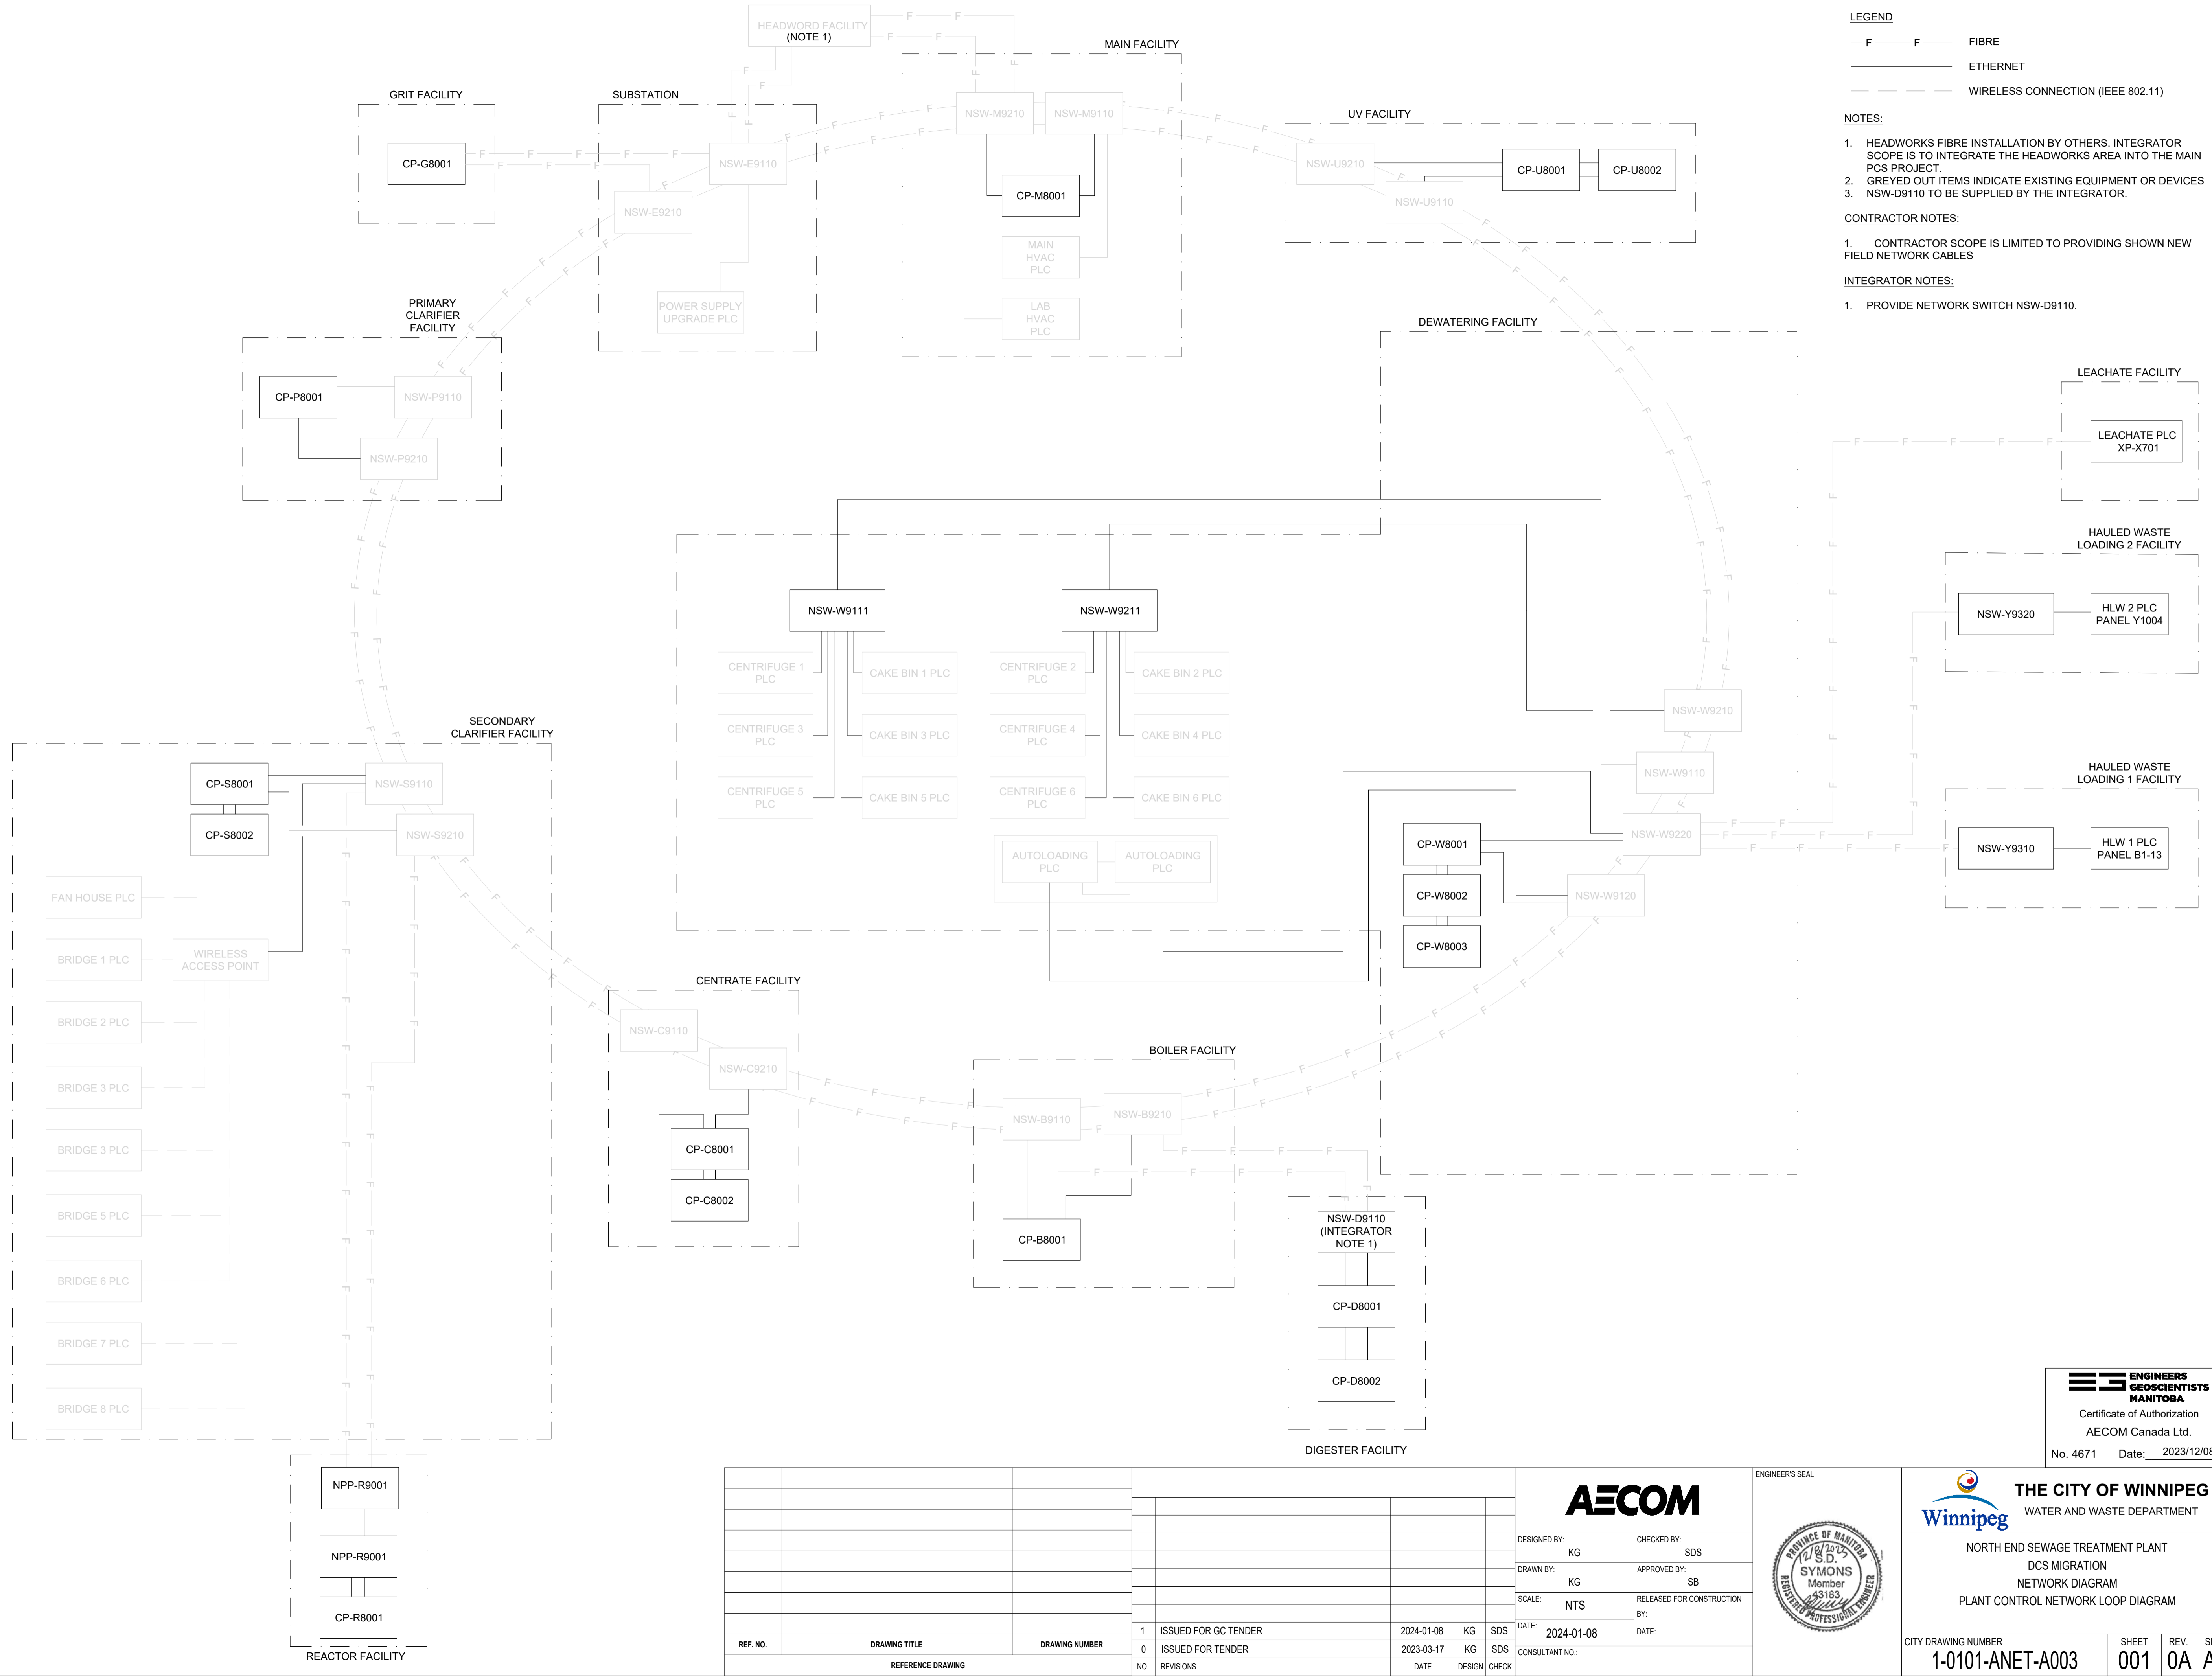 HEADWORD FACILITY
(NOTE 1)
F F
F F
F
F
MAIN FACILITY
NSW-M9210
NSW-M9110
CP-M8001
MAIN
HVAC
PLC
LAB
HVAC
PLC
GRIT FACILITY
CP-G8001
SUBSTATION
NSW-E9110
NSW-E9210
POWER SUPPLY
UPGRADE PLC
UV FACILITY
NSW-U9210
NSW-U9110
CP-U8001
CP-U8002
LEGEND
F F FIBRE
ETHERNET
WIRELESS CONNECTION (IEEE 802.11)
NOTES:
1. HEADWORKS FIBRE INSTALLATION BY OTHERS. INTEGRATOR
SCOPE IS TO INTEGRATE THE HEADWORKS AREA INTO THE MAIN
PCS PROJECT.
2. GREYED OUT ITEMS INDICATE EXISTING EQUIPMENT OR DEVICES
3. NSW-D9110 TO BE SUPPLIED BY THE INTEGRATOR.
CONTRACTOR NOTES:
1. CONTRACTOR SCOPE IS LIMITED TO PROVIDING SHOWN NEW
FIELD NETWORK CABLES
INTEGRATOR NOTES:
1. PROVIDE NETWORK SWITCH NSW-D9110.
PRIMARY
CLARIFIER
FACILITY
CP-P8001
NSW-P9110
NSW-P9210
DEWATERING FACILITY
NSW-W9111
NSW-W9211
CENTRIFUGE 1
PLC
CAKE BIN 1 PLC
CENTRIFUGE 2
PLC
CAKE BIN 2 PLC
CENTRIFUGE 3
PLC
CAKE BIN 3 PLC
CENTRIFUGE 4
PLC
CAKE BIN 4 PLC
CENTRIFUGE 5
PLC
CAKE BIN 5 PLC
CENTRIFUGE 6
PLC
CAKE BIN 6 PLC
AUTOLOADING
PLC
AUTOLOADING
PLC
NSW-W9210
NSW-W9110
NSW-W9220
NSW-W9120
CP-W8001
CP-W8002
CP-W8003
LEACHATE FACILITY
LEACHATE PLC
XP-X701
HAULED WASTE
LOADING 2 FACILITY
NSW-Y9320
HLW 2 PLC
PANEL Y1004
HAULED WASTE
LOADING 1 FACILITY
NSW-Y9310
HLW 1 PLC
PANEL B1-13
SECONDARY
CLARIFIER FACILITY
CP-S8001
CP-S8002
NSW-S9110
NSW-S9210
FAN HOUSE PLC
WIRELESS
ACCESS POINT
BRIDGE 1 PLC
BRIDGE 2 PLC
BRIDGE 3 PLC
BRIDGE 3 PLC
BRIDGE 5 PLC
BRIDGE 6 PLC
BRIDGE 7 PLC
BRIDGE 8 PLC
CENTRATE FACILITY
NSW-C9110
NSW-C9210
CP-C8001
CP-C8002
BOILER FACILITY
NSW-B9110
NSW-B9210
CP-B8001
NSW-D9110
(INTEGRATOR
NOTE 1)
CP-D8001
CP-D8002
DIGESTER FACILITY
NPP-R9001
NPP-R9001
CP-R8001
REACTOR FACILITY
ENGINEERS
GEOSCIENTISTS
MANITOBA
Certificate of Authorization
AECOM Canada Ltd.
No. 4671 Date: 2023/12/08
REF. NO. DRAWING TITLE DRAWING NUMBER
REFERENCE DRAWING
1 ISSUED FOR GC TENDER 2024-01-08 KG SDS
0 ISSUED FOR TENDER 2023-03-17 KG SDS
NO. REVISIONS DATE DESIGN CHECK
AECOM
DESIGNED BY: KG
CHECKED BY: SDS
DRAWN BY: KG
APPROVED BY: SB
SCALE: NTS
RELEASED FOR CONSTRUCTION
BY:
DATE: 2024-01-08
DATE:
CONSULTANT NO.:
ENGINEER'S SEAL
PROVINCE OF MANITOBA
S.D.
SYMONS
Member
43183
REGISTERED PROFESSIONAL ENGINEER
Winnipeg
THE CITY OF WINNIPEG
WATER AND WASTE DEPARTMENT
NORTH END SEWAGE TREATMENT PLANT
DCS MIGRATION
NETWORK DIAGRAM
PLANT CONTROL NETWORK LOOP DIAGRAM
CITY DRAWING NUMBER
1-0101-ANET-A003
SHEET
001
REV.
0A